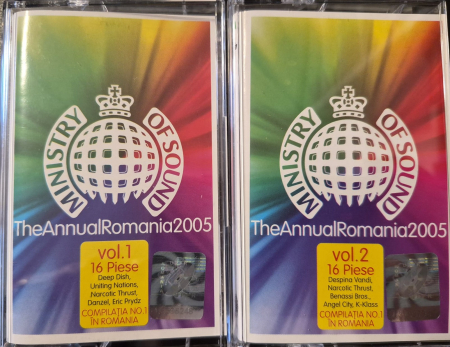 MINISTRY OF SOUND
TheAnnualRomania2005
vol.1
16 Piese
Deep Dish,
Uniting Nations,
Narcotic Thrust,
Danzel, Eric Prydz
COMPILAȚIA NO.1
ÎN ROMANIA
MINISTRY OF SOUND
TheAnnualRomania2005
vol.2
16 Piese
Despina Vandi,
Narcotic Thrust,
Benassi Bros.,
Angel City, K-Klass
COMPILAȚIA NO.1
ÎN ROMANIA